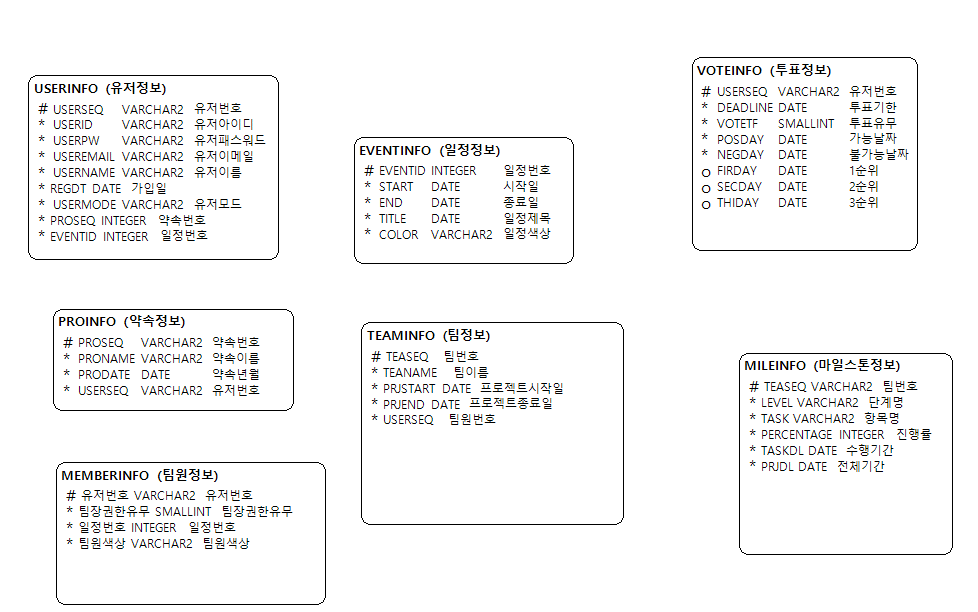 USERINFO (유저정보)
# USERSEQ VARCHAR2 유저번호
* USERID VARCHAR2 유저아이디
* USERPW VARCHAR2 유저패스워드
* USEREMAIL VARCHAR2 유저이메일
* USERNAME VARCHAR2 유저이름
* REGDT DATE 가입일
* USERMODE VARCHAR2 유저모드
* PROSEQ INTEGER 약속번호
* EVENTID INTEGER 일정번호
EVENTINFO (일정정보)
# EVENTID INTEGER 일정번호
* START DATE 시작일
* END DATE 종료일
* TITLE DATE 일정제목
* COLOR VARCHAR2 일정색상
VOTEINFO (투표정보)
# USERSEQ VARCHAR2 유저번호
* DEADLINE DATE 투표기한
* VOTETF SMALLINT 투표유무
* POSDAY DATE 가능날짜
* NEGDAY DATE 불가능날짜
o FIRDAY DATE 1순위
o SECDAY DATE 2순위
o THIDAY DATE 3순위
PROINFO (약속정보)
# PROSEQ VARCHAR2 약속번호
* PRONAME VARCHAR2 약속이름
* PRODATE DATE 약속년월
* USERSEQ VARCHAR2 유저번호
TEAMINFO (팀정보)
# TEASEQ 팀번호
* TEANAME 팀이름
* PRJSTART DATE 프로젝트시작일
* PRJEND DATE 프로젝트종료일
* USERSEQ 팀원번호
MILEINFO (마일스톤정보)
# TEASEQ VARCHAR2 팀번호
* LEVEL VARCHAR2 단계명
* TASK VARCHAR2 항목명
* PERCENTAGE INTEGER 진행률
* TASKDL DATE 수행기간
* PRJDL DATE 전체기간
MEMBERINFO (팀원정보)
# 유저번호 VARCHAR2 유저번호
* 팀장권한유무 SMALLINT 팀장권한유무
* 일정번호 INTEGER 일정번호
* 팀원색상 VARCHAR2 팀원색상